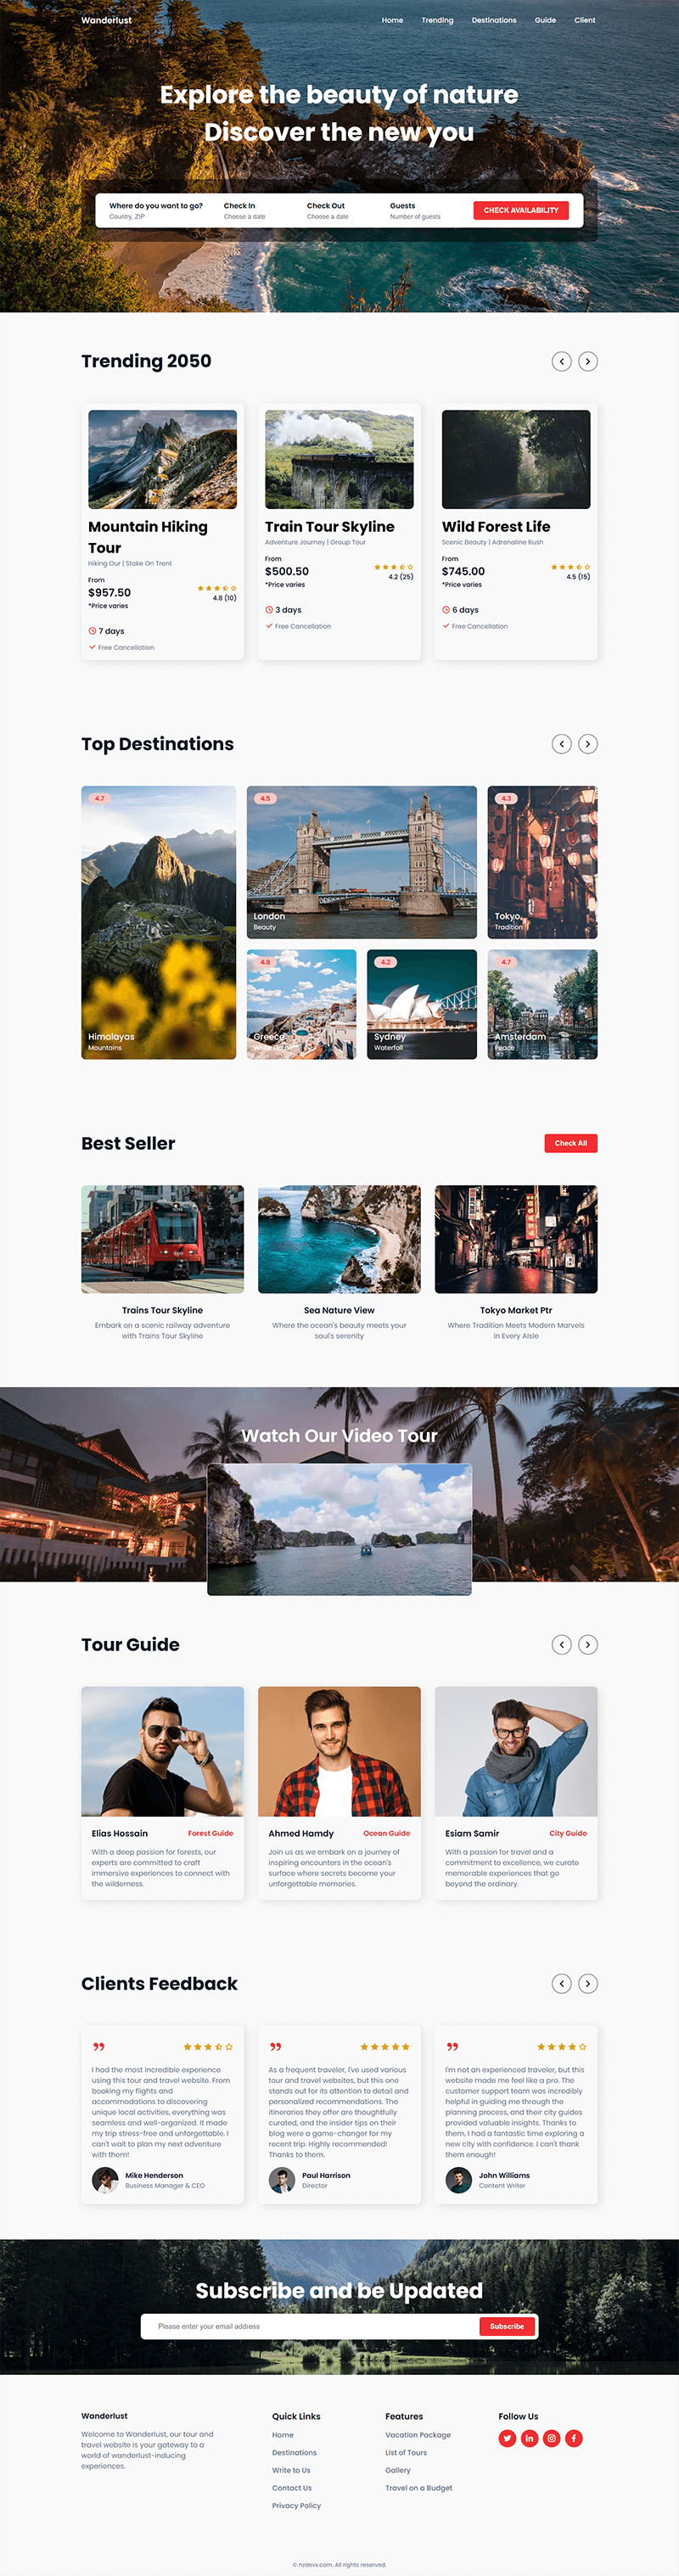 Wanderlust
Home Trending Destinations Guide Client
Explore the beauty of nature
Discover the new you
Where do you want to go? Check In Check Out Guests
Country, ZIP Choose a date Choose a date Number of guests
CHECK AVAILABILITY
Trending 2050
Mountain Hiking
Tour
Hiking Our | Stoke On Trent
From
$957.50
*Price varies
4.8 (10)
7 days
Free Cancellation
Train Tour Skyline
Adventure Journey | Group Tour
From
$500.50
*Price varies
4.2 (25)
3 days
Free Cancellation
Wild Forest Life
Scenic Beauty | Adrenaline Rush
From
$745.00
*Price varies
4.5 (15)
6 days
Free Cancellation
Top Destinations
4.7
Himalayas
Mountains
4.5
London
Beauty
4.3
Tokyo
Tradition
4.8
Greece
4.2
Sydney
Waterfall
4.7
Amsterdam
Peace
Best Seller
Check All
Trains Tour Skyline
Embark on a scenic railway adventure
with Trains Tour Skyline
Sea Nature View
Where the ocean's beauty meets your
soul's serenity
Tokyo Market Ptr
Where Tradition Meets Modern Marvels
in Every Aisle
Watch Our Video Tour
Tour Guide
Elias Hossain Forest Guide
With a deep passion for forests, our
experts are committed to craft
immersive experiences to connect with
the wilderness.
Ahmed Hamdy Ocean Guide
Join us as we embark on a journey of
inspiring encounters in the ocean's
surface where secrets become your
unforgettable memories.
Esiam Samir City Guide
With a passion for travel and a
commitment to excellence, we curate
memorable experiences that go
beyond the ordinary.
Clients Feedback
I had the most incredible experience
using this tour and travel website. From
booking my flights and
accommodations to discovering
unique local activities, everything was
seamless and well-organized. It made
my trip stress-free and unforgettable. I
can't wait to plan my next adventure
with them!
Mike Henderson
Business Manager & CEO
As a frequent traveler, I've used various
tour and travel websites, but this one
stands out for its attention to detail and
personalized recommendations. The
itineraries they offer are thoughtfully
curated, and the insider tips on their
blog were a game-changer for my
recent trip. Highly recommended!
Thanks to them.
Paul Harrison
Director
I'm not an experienced traveler, but this
website made me feel like a pro. The
customer support team was incredibly
helpful in guiding me through the
planning process, and their city guides
provided valuable insights. Thanks to
them, I had a fantastic time exploring a
new city with confidence. I can't thank
them enough!
John Williams
Content Writer
Subscribe and be Updated
Please enter your email address
Subscribe
Wanderlust
Welcome to Wanderlust, our tour and
travel website is your gateway to a
world of wanderlust-inducing
experiences.
Quick Links
Home
Destinations
Write to Us
Contact Us
Privacy Policy
Features
Vacation Package
List of Tours
Gallery
Travel on a Budget
Follow Us
© nzdevs.com. All rights reserved.